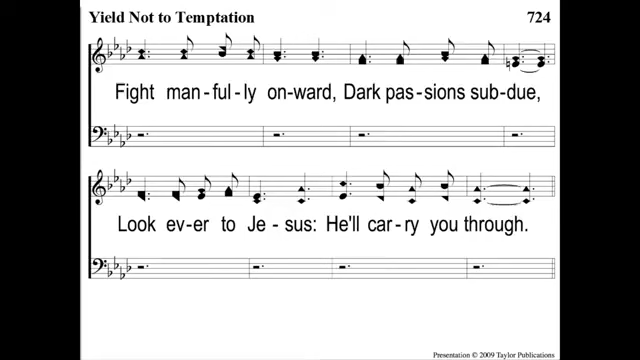 Yield Not to Temptation 724
Fight man-ful-ly on-ward, Dark pas-sions sub-due,
Look ev-er to Je-sus: He'll car-ry you through.
Presentation © 2009 Taylor Publications